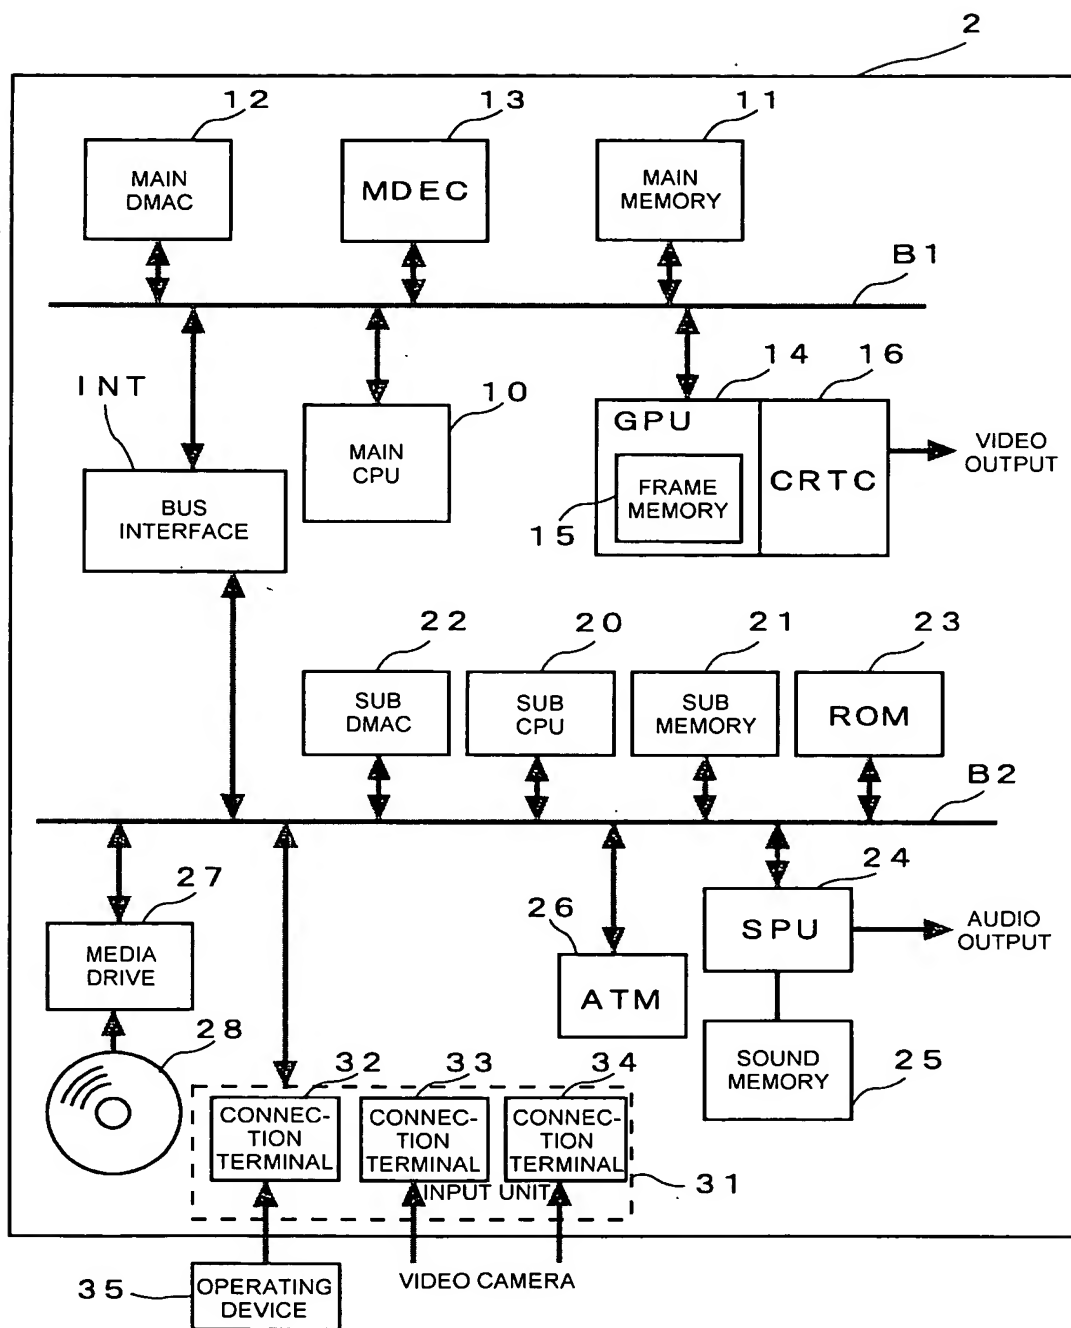 2
12
13
11
MAIN
DMAC
MDEC
MAIN
MEMORY
B1
INT
10
14
16
MAIN
CPU
GPU
FRAME
MEMORY
15
CRTC
VIDEO
OUTPUT
BUS
INTERFACE
22
20
21
23
SUB
DMAC
SUB
CPU
SUB
MEMORY
ROM
B2
27
MEDIA
DRIVE
28
26
ATM
24
SPU
AUDIO
OUTPUT
SOUND
MEMORY
25
32
33
34
CONNEC-
TION
TERMINAL
CONNEC-
TION
TERMINAL
CONNEC-
TION
TERMINAL
INPUT UNIT
31
35
OPERATING
DEVICE
VIDEO CAMERA